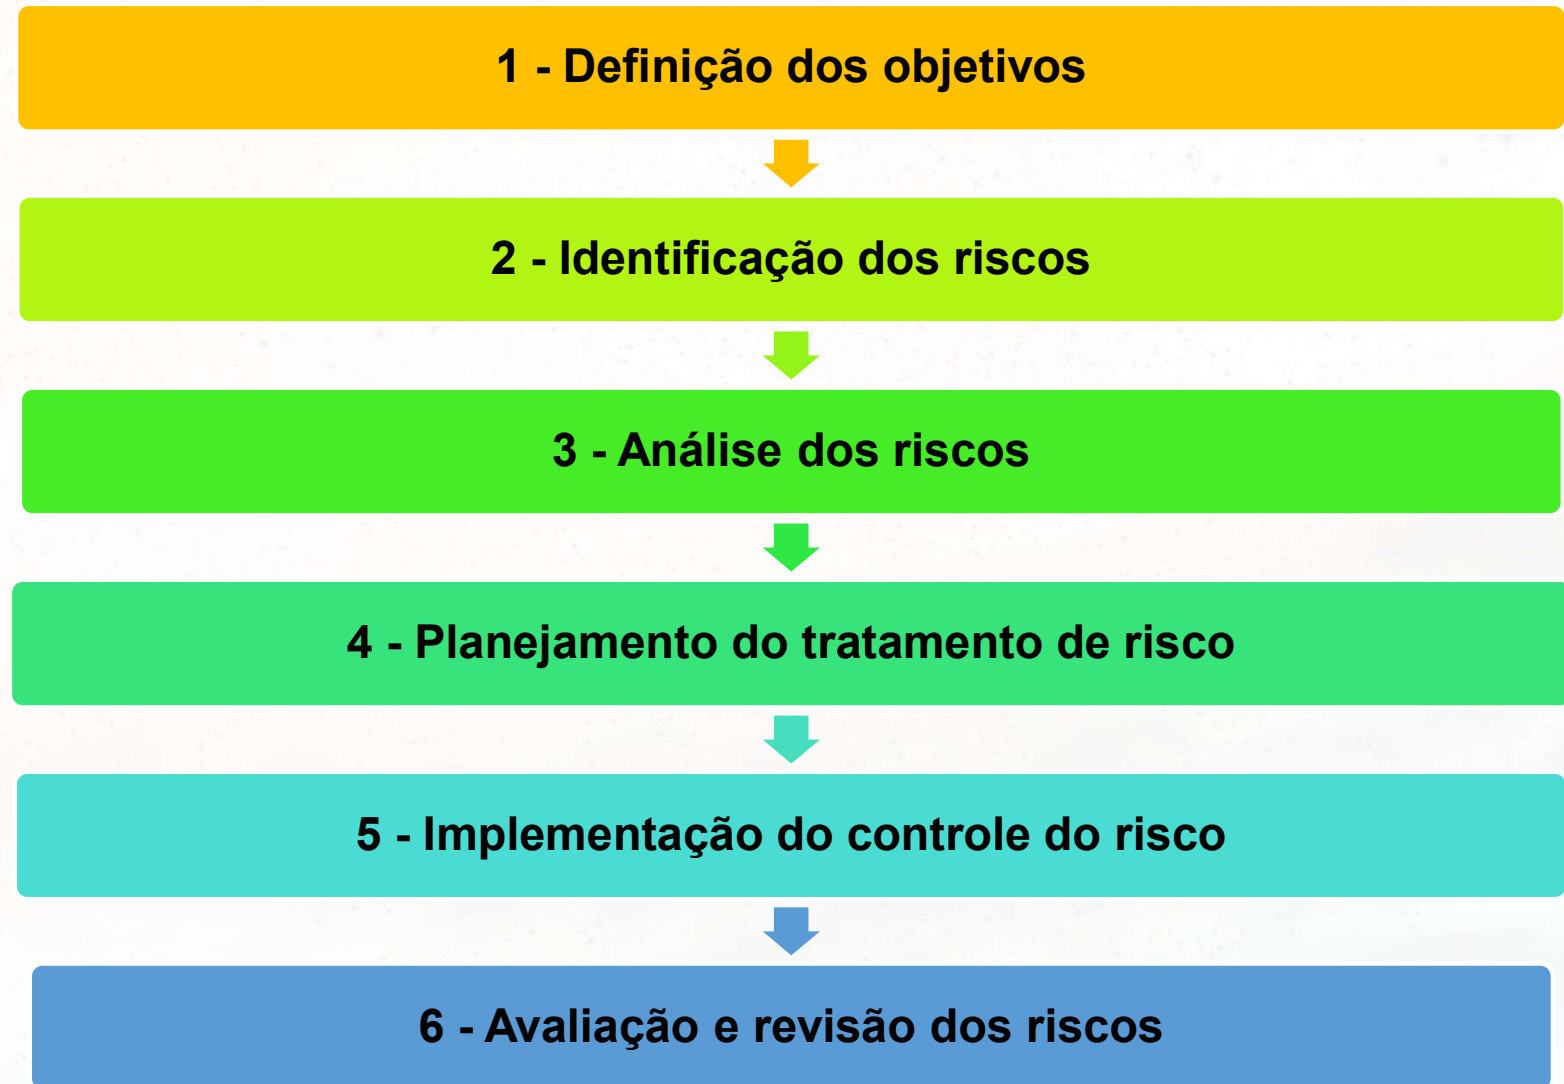 1 - Definição dos objetivos
2 - Identificação dos riscos
3 - Análise dos riscos
4 - Planejamento do tratamento de risco
5 - Implementação do controle do risco
6 - Avaliação e revisão dos riscos